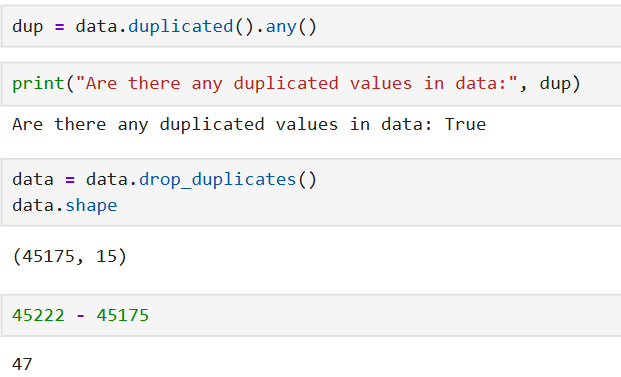 dup = data.duplicated().any()
print("Are there any duplicated values in data:", dup)
Are there any duplicated values in data: True
data = data.drop_duplicates()
data.shape
(45175, 15)
45222 - 45175
47